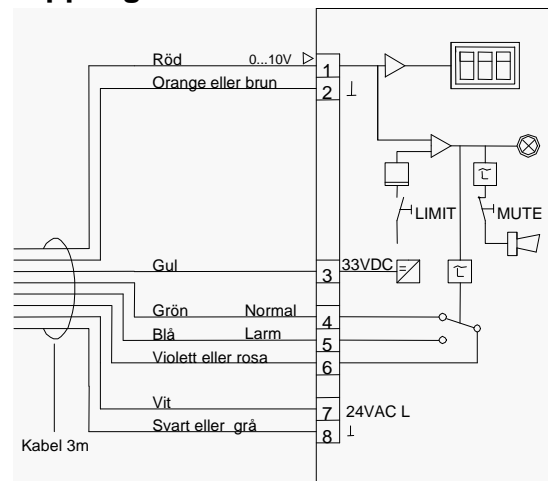 Röd 0...10V 1
Orange eller brun 2 ⊥
LIMIT MUTE
Gul 3 33VDC =
Grön Normal 4
Blå Larm 5
Violett eller rosa 6
Vit 7 24VAC L
Svart eller grå 8 ⊥
Kabel 3m